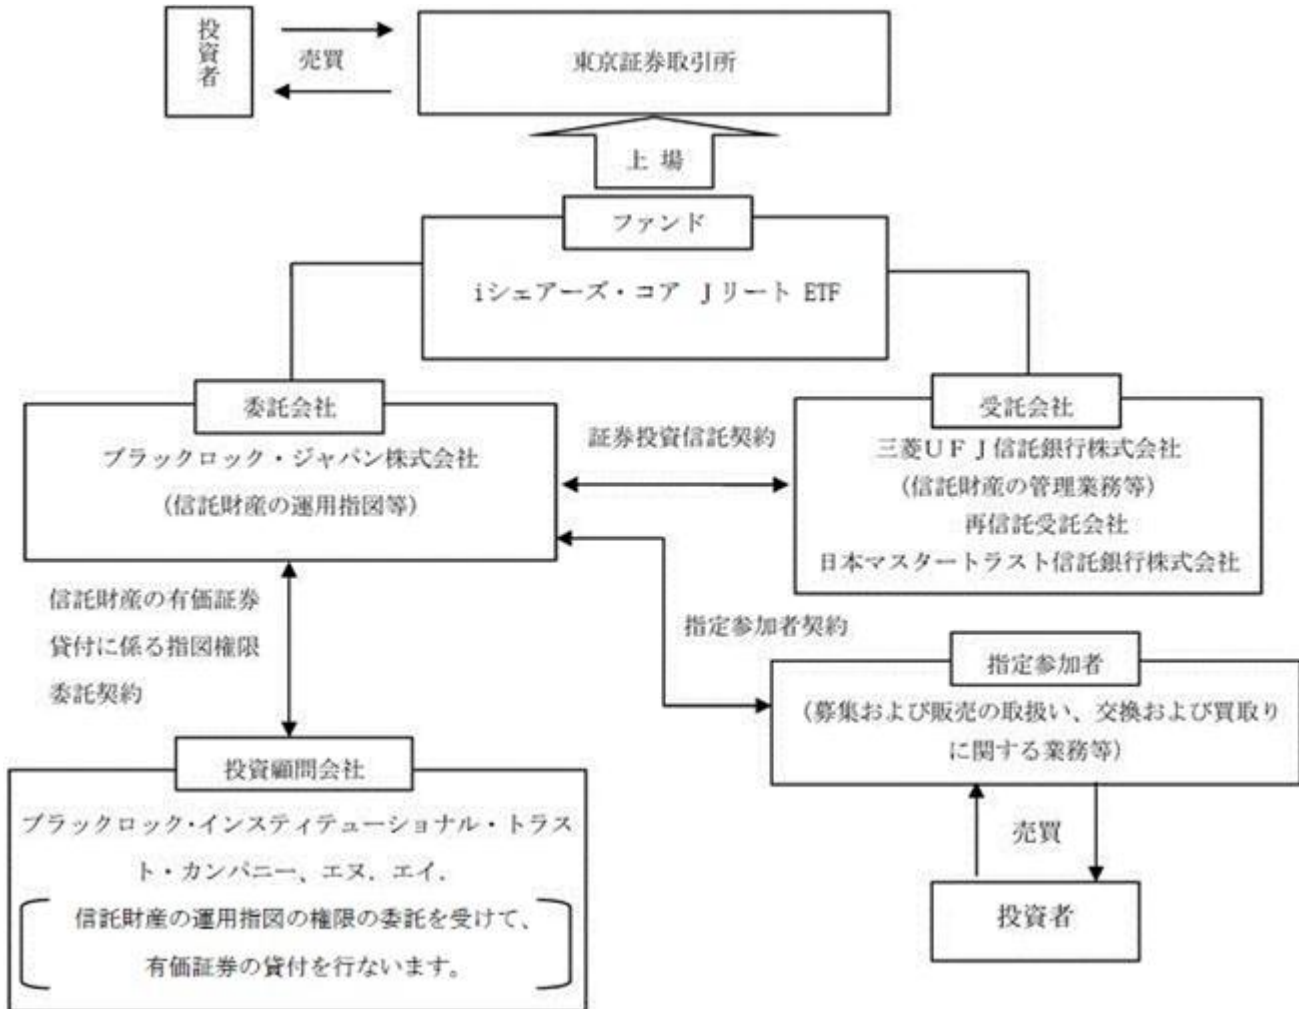 投資者
売買
東京証券取引所
上 場
ファンド
iシェアーズ・コア Jリート ETF
委託会社
ブラックロック・ジャパン株式会社
(信託財産の運用指図等)
証券投資信託契約
受託会社
三菱UFJ信託銀行株式会社
(信託財産の管理業務等)
再信託受託会社
日本マスタートラスト信託銀行株式会社
信託財産の有価証券
貸付に係る指図権限
委託契約
指定参加者契約
指定参加者
(募集および販売の取扱い、交換および買取り
に関する業務等)
投資顧問会社
ブラックロック・インスティテューショナル・トラス
ト・カンパニー、エヌ．エイ．
信託財産の運用指図の権限の委託を受けて、
有価証券の貸付を行ないます。
売買
投資者